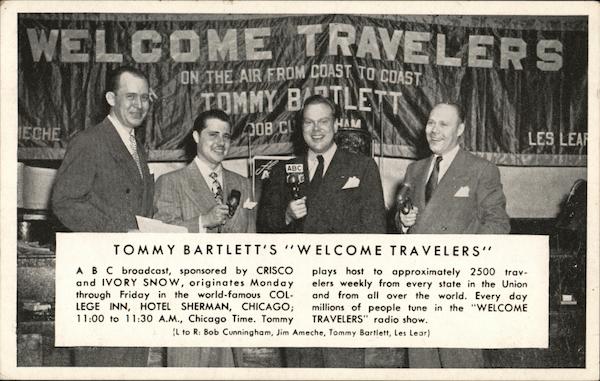 WELCOME TRAVELERS
ON THE AIR FROM COAST TO COAST
TOMMY BARTLETT
AMECHE
BOB CU HAM
LES LEAR
ABC
TOMMY BARTLETT'S "WELCOME TRAVELERS"
A B C broadcast, sponsored by CRISCO
and IVORY SNOW, originates Monday
through Friday in the world-famous COL-
LEGE INN, HOTEL SHERMAN, CHICAGO;
11:00 to 11:30 A.M., Chicago Time. Tommy
plays host to approximately 2500 trav-
elers weekly from every state in the Union
and from all over the world. Every day
millions of people tune in the "WELCOME
TRAVELERS" radio show.
(L to R: Bob Cunningham, Jim Ameche, Tommy Bartlett, Les Lear)